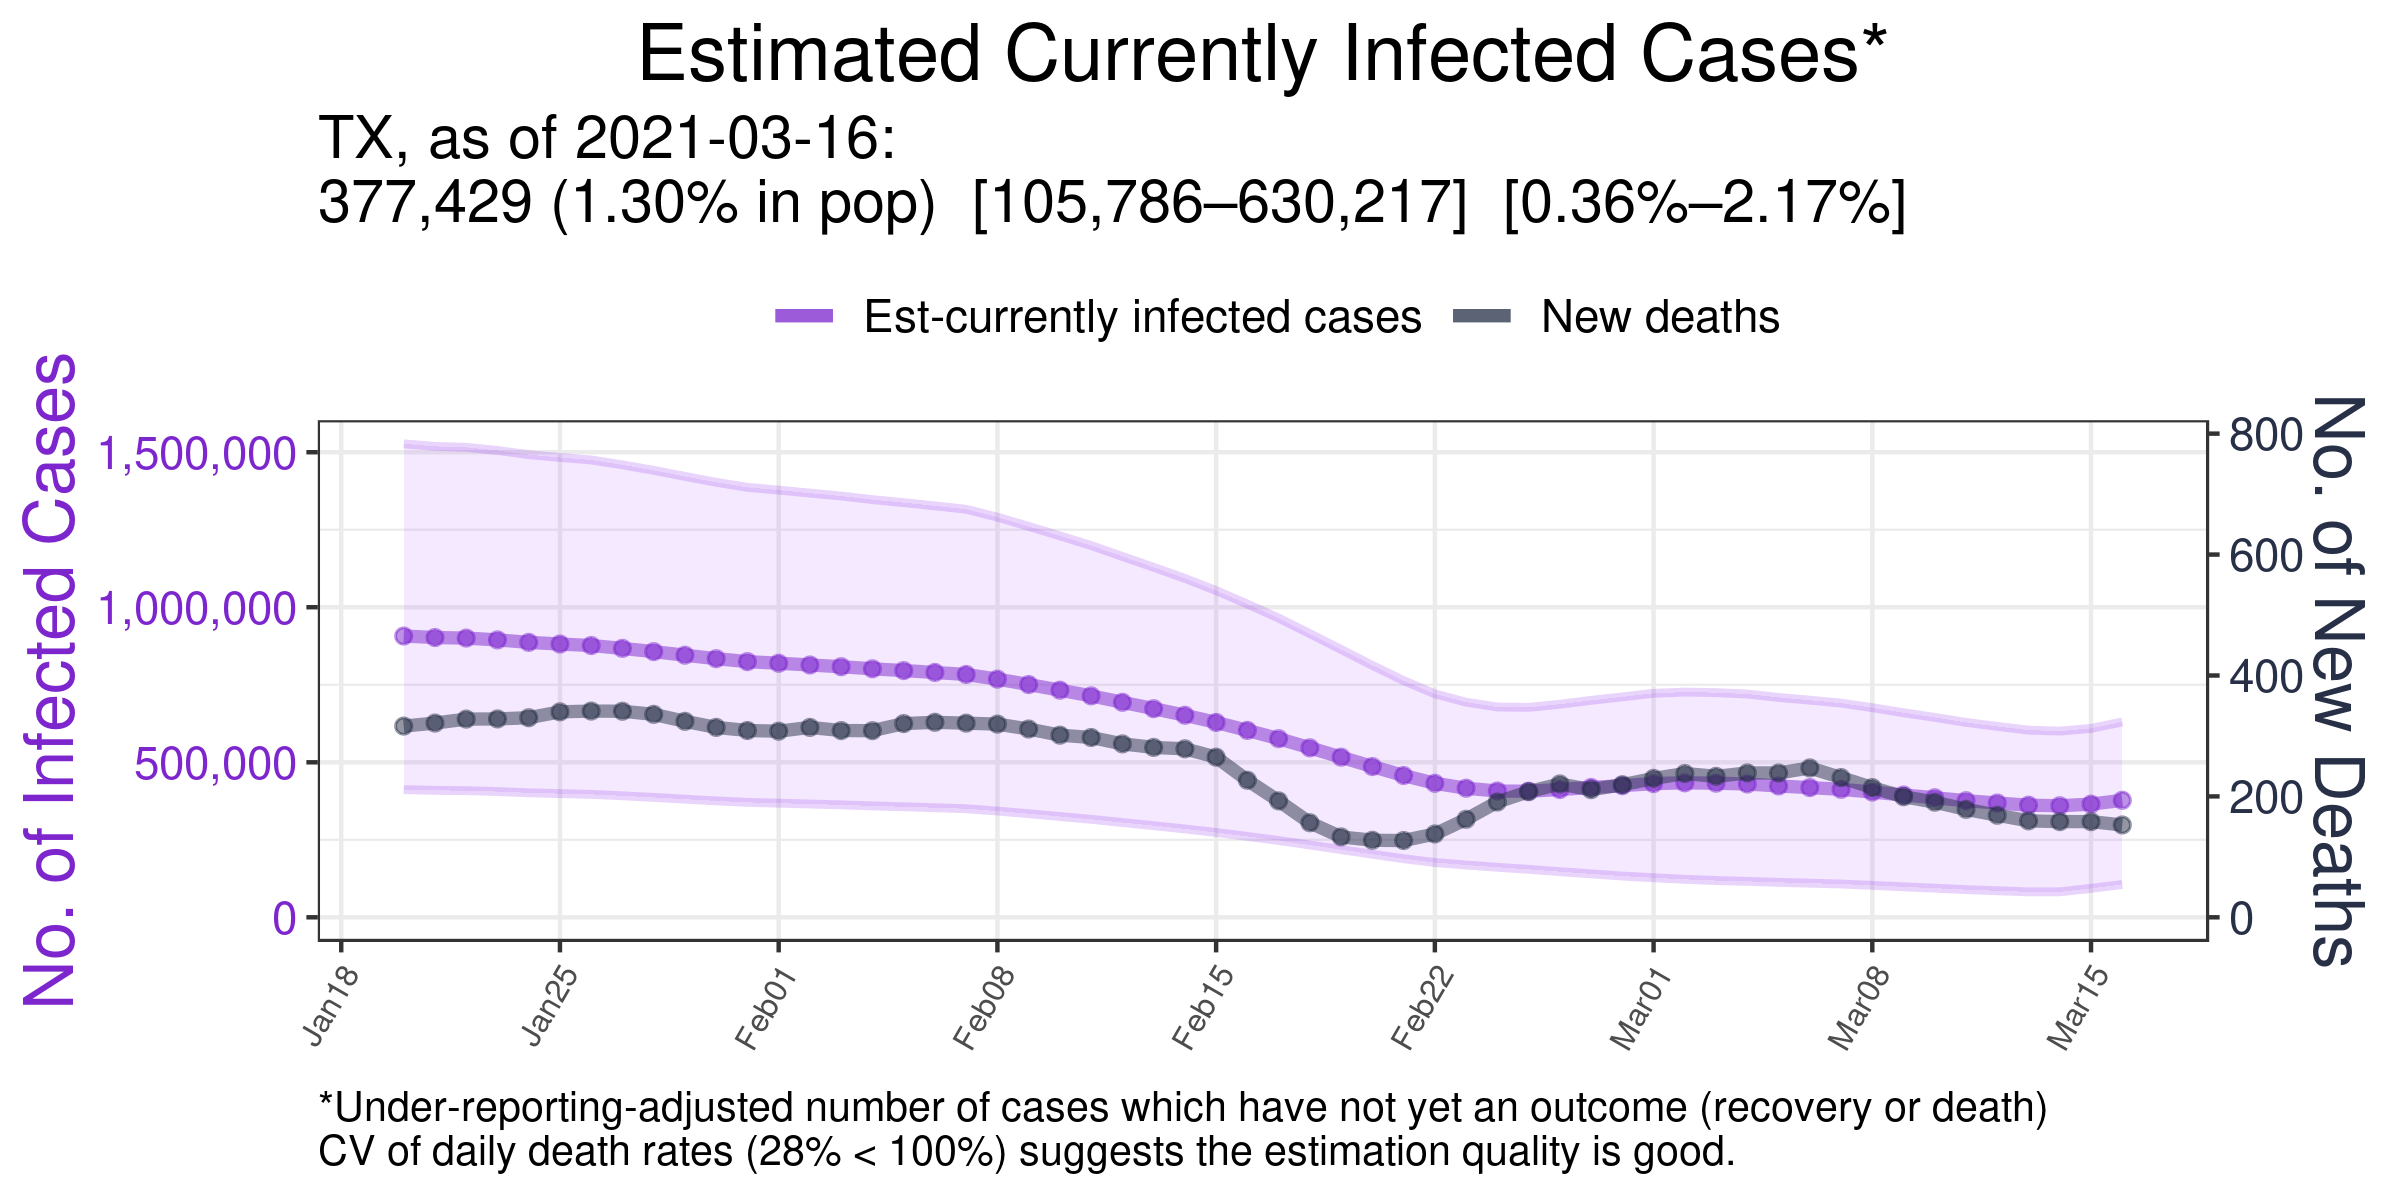 Estimated Currently Infected Cases*
TX, as of 2021-03-16:
377,429 (1.30% in pop)  [105,786–630,217]  [0.36%–2.17%]
Est-currently infected cases
New deaths
No. of Infected Cases
1,500,000
1,000,000
500,000
0
800
600
400
200
0
No. of New Deaths
Jan18
Jan25
Feb01
Feb08
Feb15
Feb22
Mar01
Mar08
Mar15
*Under-reporting-adjusted number of cases which have not yet an outcome (recovery or death)
CV of daily death rates (28% < 100%) suggests the estimation quality is good.